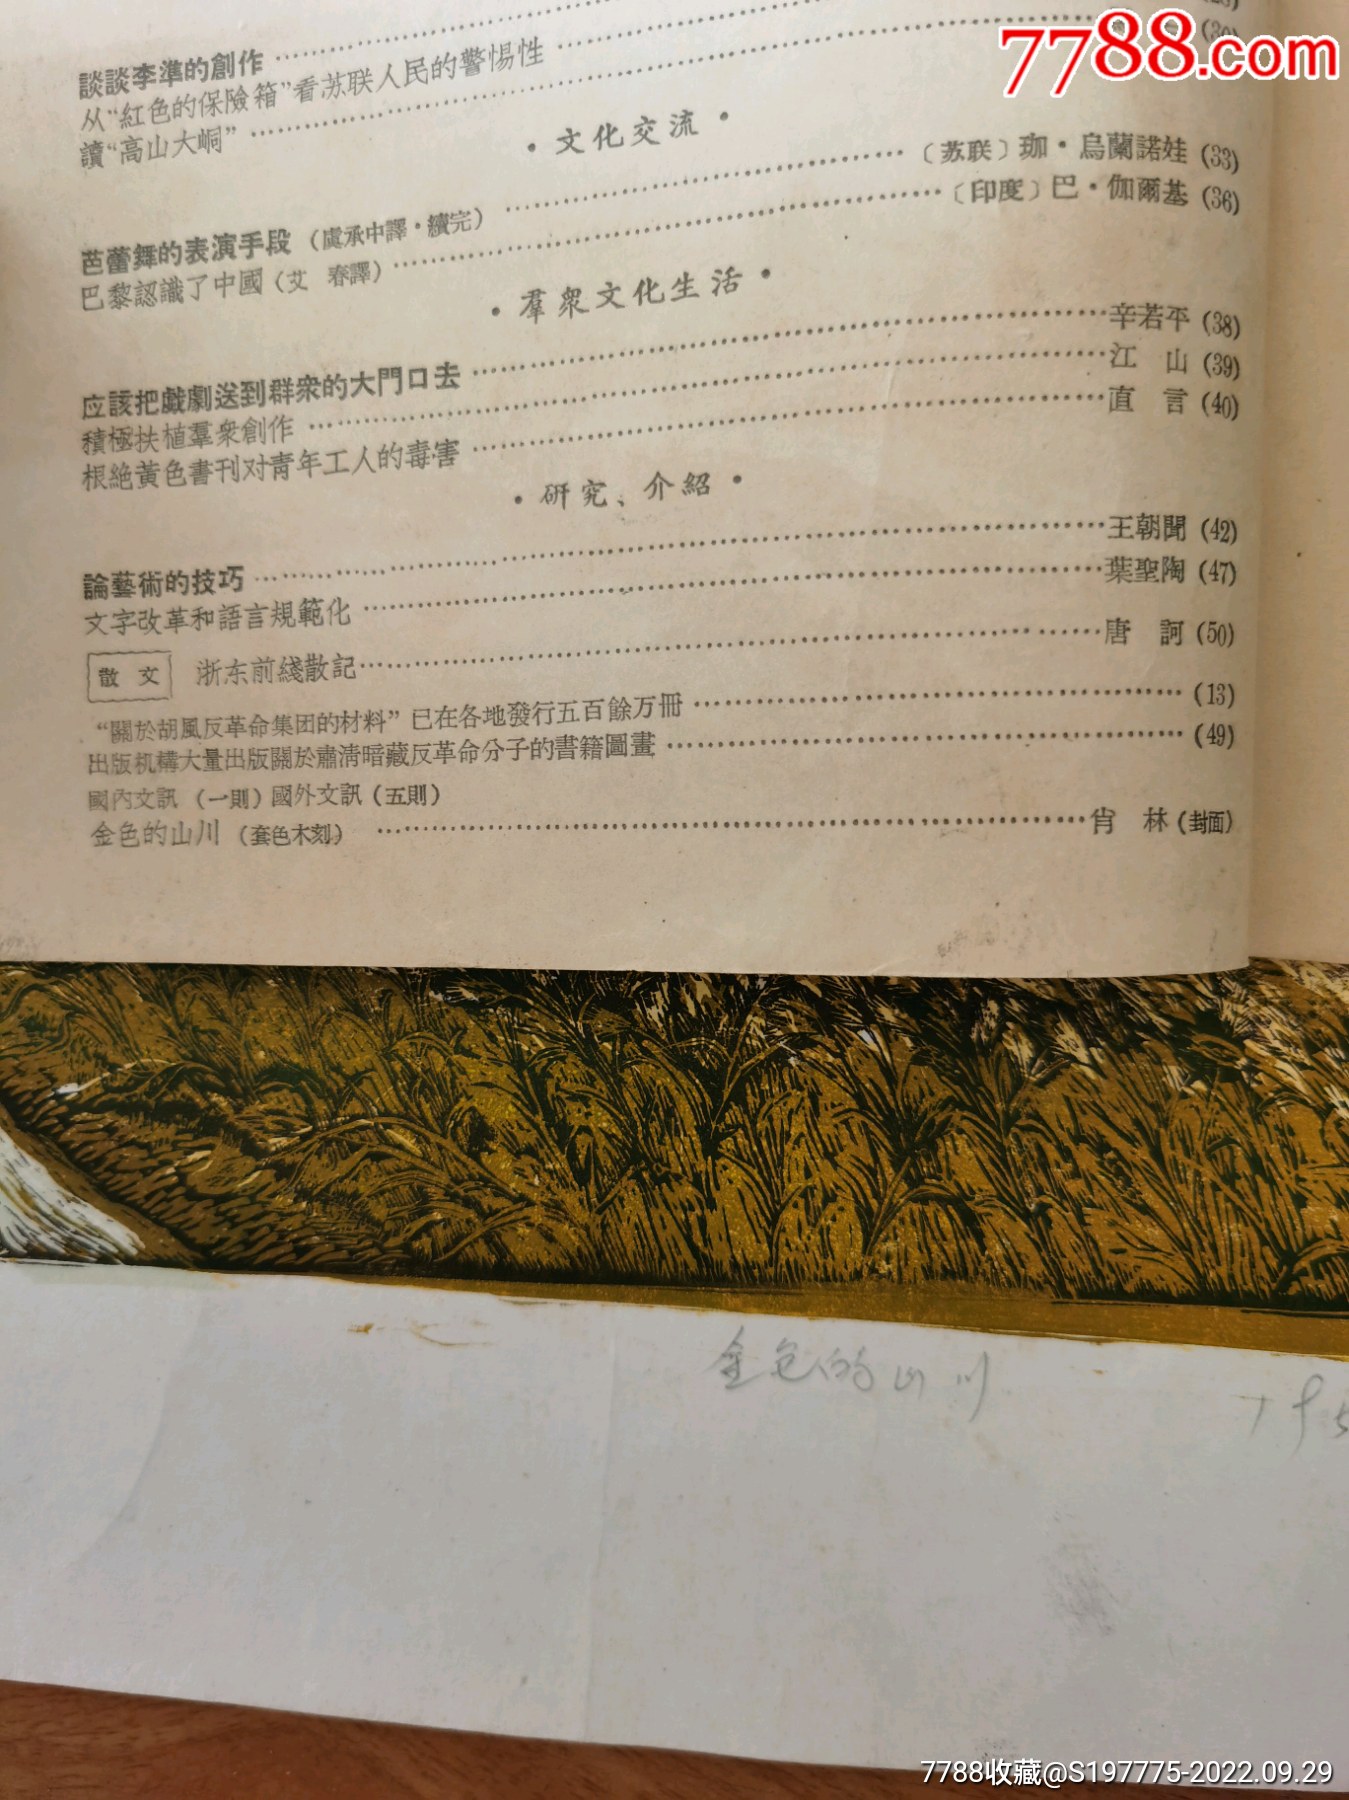 7788.com
談談李準的創作
从“紅色的保險箱”看苏联人民的警惕性
讀“高山大峒” (30)
·文化交流·
芭蕾舞的表演手段（虞承中譯·續完） 〔苏联〕珈·烏蘭諾娃 (33)
巴黎認識了中國（艾 春譯） 〔印度〕巴·伽爾基 (36)
·羣眾文化生活·
应該把戲劇送到群眾的大門口去 辛若平 (38)
積極扶植羣衆創作 江 山 (39)
根絕黃色書刊对靑年工人的毒害 直 言 (40)
·研究、介紹·
論藝術的技巧 王朝聞 (42)
文字改革和語言規範化 葉聖陶 (47)
散文 浙东前綫散記 唐 訶 (50)
“關於胡風反革命集団的材料”已在各地發行五百餘万冊 (13)
出版机構大量出版關於肅淸暗藏反革命分子的書籍圖畫 (49)
國內文訊（一則）國外文訊（五則）
金色的山川（套色木刻） 肖 林（封面）
金色的山川
7788收藏@S197775-2022.09.29